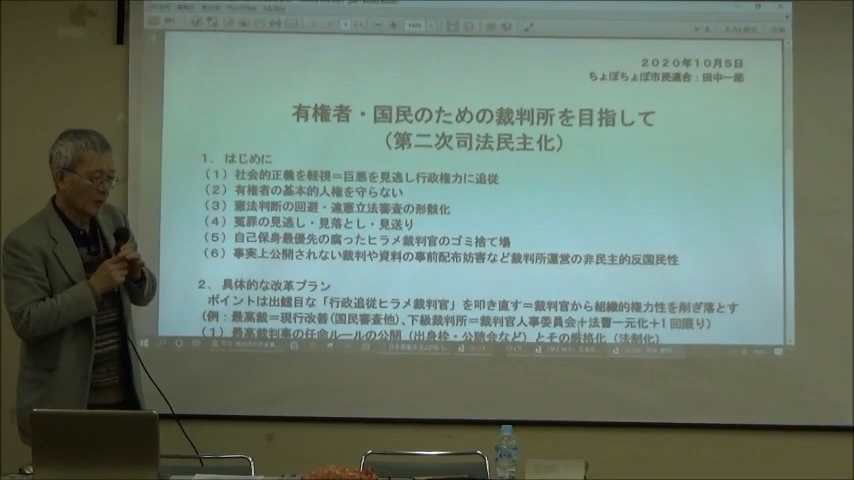 2020年10月5日
ちょぼちょぼ市民連合：田中一郎
有権者・国民のための裁判所を目指して
（第二次司法民主化）
1．はじめに
（1）社会的正義を軽視＝巨悪を見逃し行政権力に追従
（2）有権者の基本的人権を守らない
（3）憲法判断の回避・違憲立法審査の形骸化
（4）冤罪の見逃し・見落とし・見送り
（5）自己保身最優先の腐ったヒラメ裁判官のゴミ捨て場
（6）事実上公開されない裁判や資料の事前配布妨害など裁判所運営の非民主的反国民性
2．具体的な改革プラン
ポイントは出鱈目な「行政追従ヒラメ裁判官」を叩き直す＝裁判官から組織的権力性を削ぎ落とす
（例：最高裁＝現行改善（国民審査他）、下級裁判所＝裁判官人事委員会＋法曹一元化＋1回限り）
（1）最高裁判事の任命ルールの公開（出身枠・公聴会など）とその厳格化（法制化）